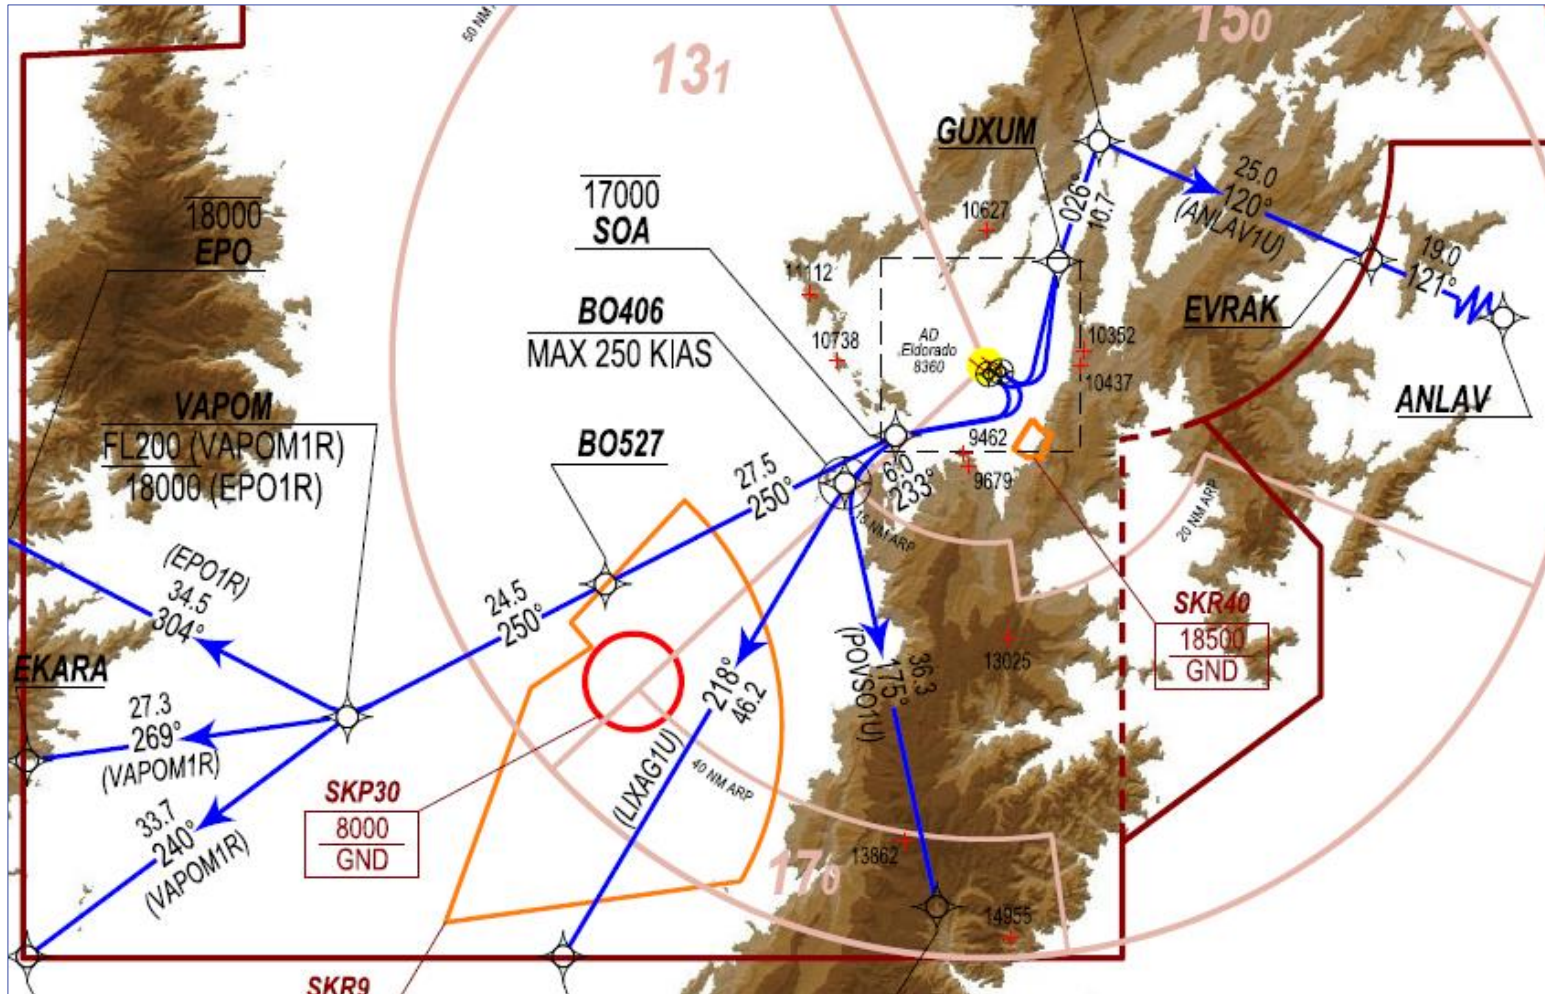 50 NM A
13₁
15₀
GUXUM
17000
SOA
18000
EPO
10627
026°
10.7
25.0
120°
(ANLAV1U)
19.0
121°
11112
BO406
MAX 250 KIAS
10738
AD
Eldorado
8360
10352
10437
EVRAK
ANLAV
VAPOM
FL200 (VAPOM1R)
18000 (EPO1R)
BO527
27.5
250°
6.0
233°
9462
9679
15 NM ARP
20 NM ARP
(EPO1R)
34.5
304°
24.5
250°
SKR40
18500
GND
13025
EKARA
27.3
269°
(VAPOM1R)
218°
46.2
(LIXAG1U)
36.3
175°
(POVSO1U)
40 NM ARP
SKP30
8000
GND
33.7
240°
(VAPOM1R)
13862
17₀
14955
SKR9